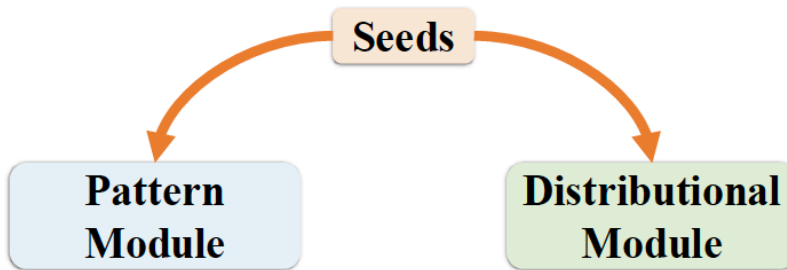 Seeds
Pattern
Module
Distributional
Module